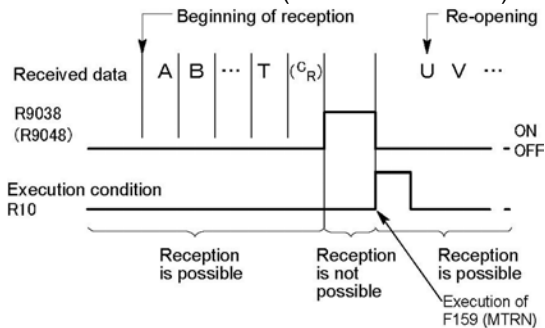 Beginning of reception
Re-opening
Received data A B ··· T (CR) U V ···
R9038
(R9048)
ON
OFF
Execution condition
R10
Reception is possible
Reception is not possible
Reception is possible
Execution of
F159 (MTRN)